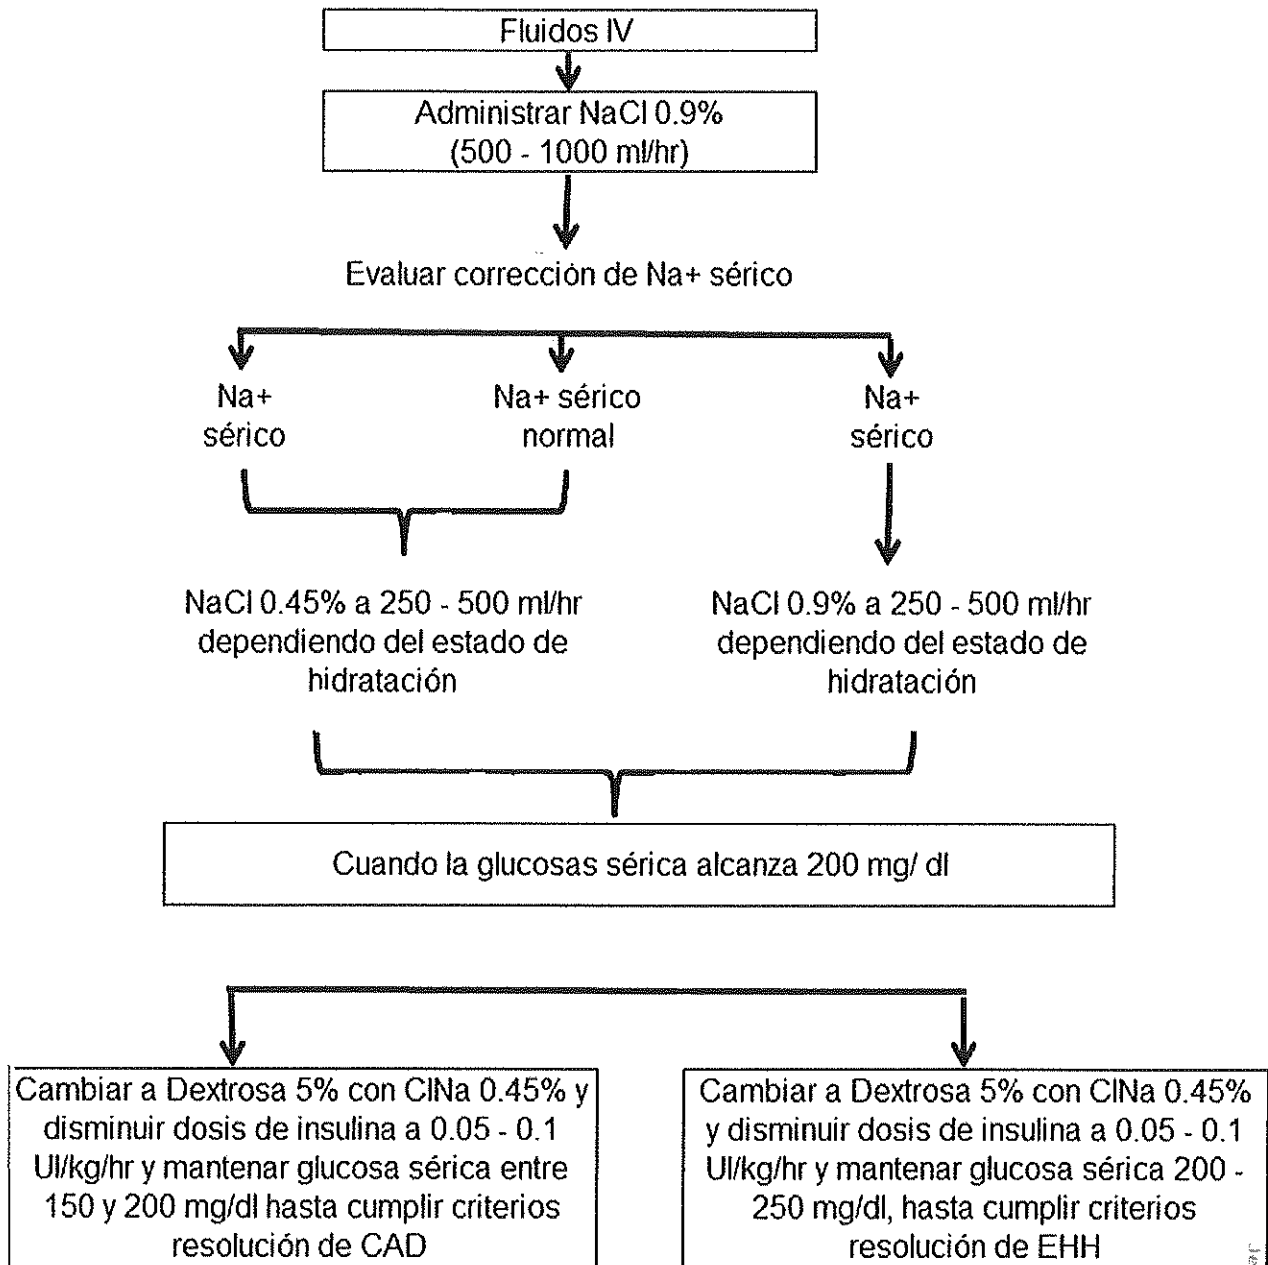 Fluidos IV
Administrar NaCl 0.9%
(500 - 1000 ml/hr)
Evaluar corrección de Na+ sérico
Na+
sérico
Na+ sérico
normal
Na+
sérico
NaCl 0.45% a 250 - 500 ml/hr
dependiendo del estado de
hidratación
NaCl 0.9% a 250 - 500 ml/hr
dependiendo del estado de
hidratación
Cuando la glucosas sérica alcanza 200 mg/ dl
Cambiar a Dextrosa 5% con ClNa 0.45% y
disminuir dosis de insulina a 0.05 - 0.1
UI/kg/hr y mantenar glucosa sérica entre
150 y 200 mg/dl hasta cumplir criterios
resolución de CAD
Cambiar a Dextrosa 5% con ClNa 0.45%
y disminuir dosis de insulina a 0.05 - 0.1
UI/kg/hr y mantenar glucosa sérica 200 -
250 mg/dl, hasta cumplir criterios
resolución de EHH